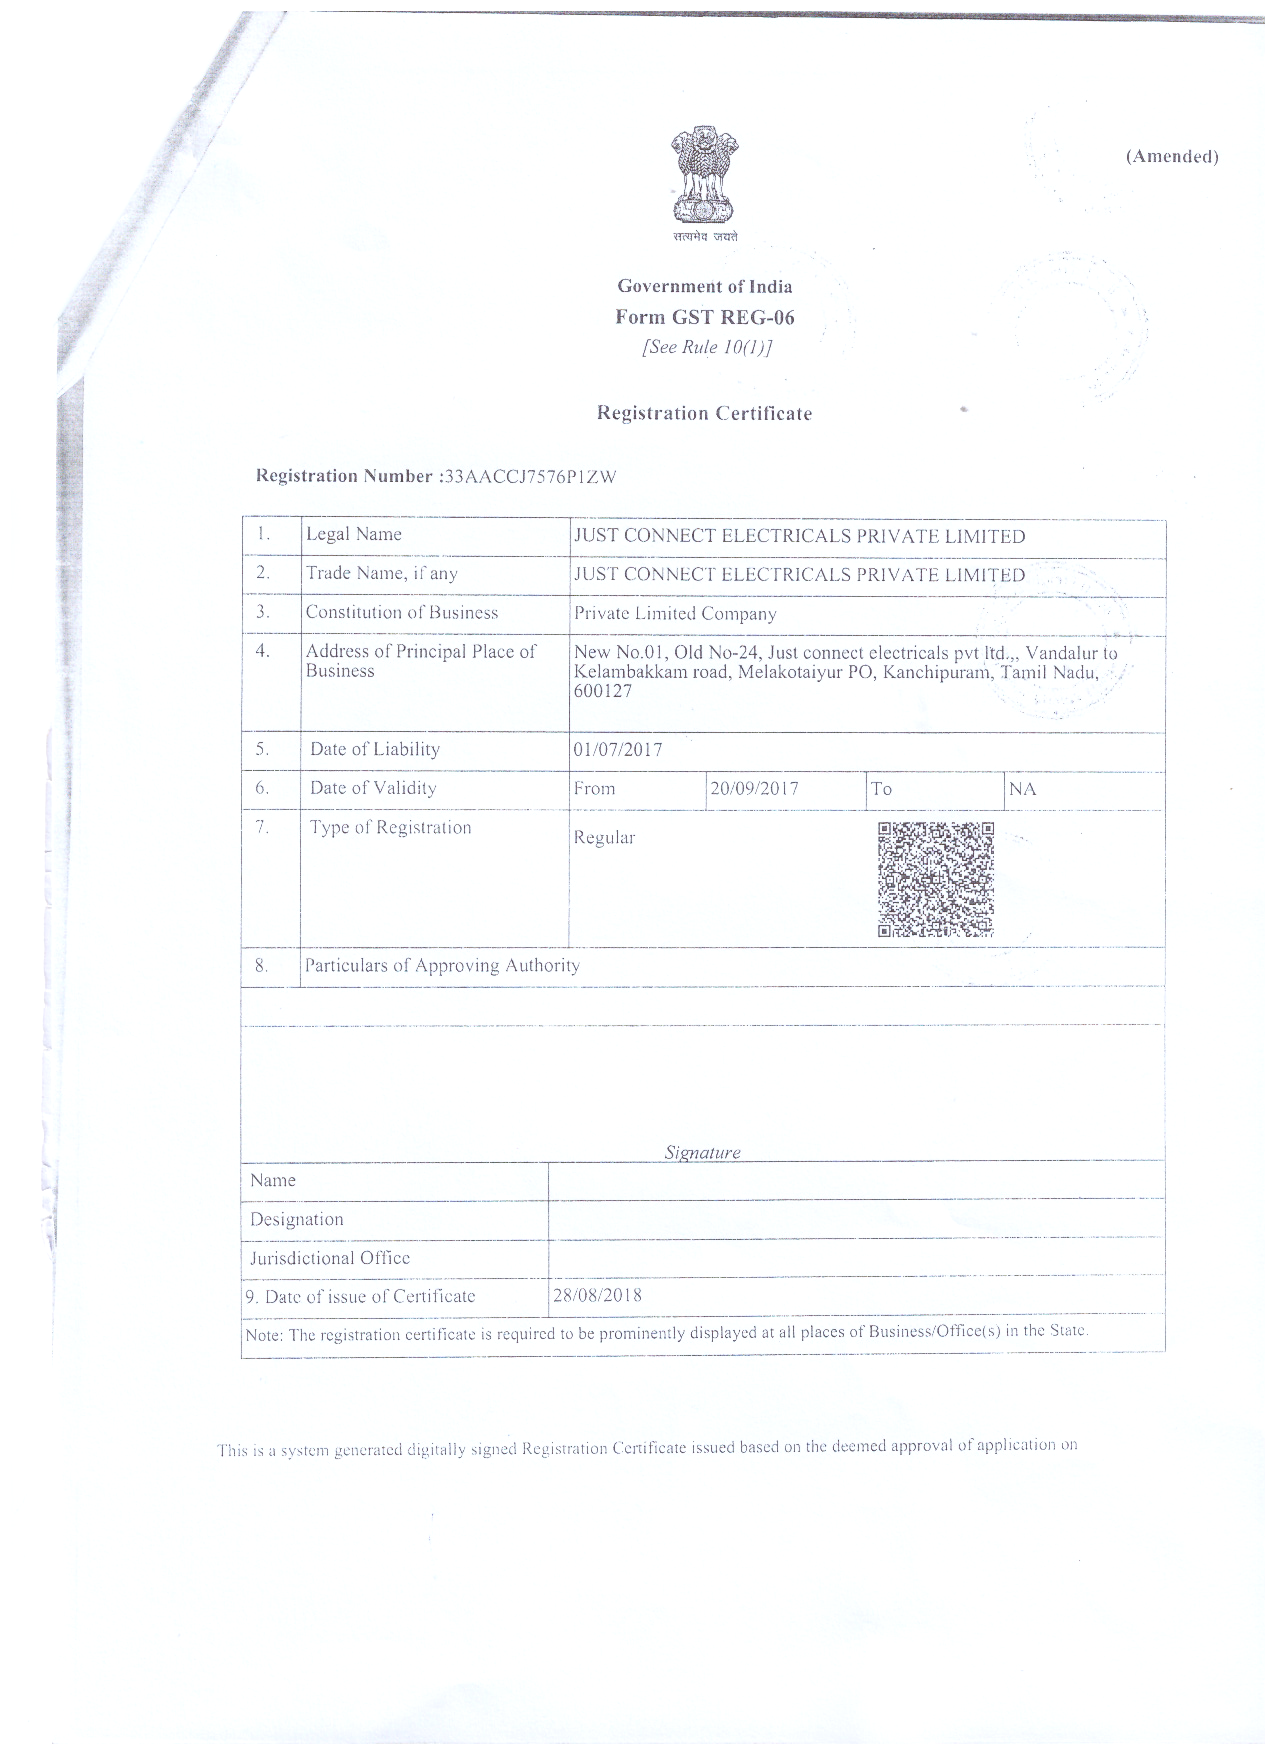 (Amended)
सत्यमेव जयते
Government of India
Form GST REG-06
[See Rule 10(1)]
Registration Certificate
Registration Number :33AACCJ7576P1ZW
1. Legal Name JUST CONNECT ELECTRICALS PRIVATE LIMITED
2. Trade Name, if any JUST CONNECT ELECTRICALS PRIVATE LIMITED
3. Constitution of Business Private Limited Company
4. Address of Principal Place of New No.01, Old No-24, Just connect electricals pvt ltd.,, Vandalur to
Business Kelambakkam road, Melakotaiyur PO, Kanchipuram, Tamil Nadu,
600127
5. Date of Liability 01/07/2017
6. Date of Validity From 20/09/2017 To NA
7. Type of Registration Regular
8. Particulars of Approving Authority
Signature
Name
Designation
Jurisdictional Office
9. Date of issue of Certificate 28/08/2018
Note: The registration certificate is required to be prominently displayed at all places of Business/Office(s) in the State.
This is a system generated digitally signed Registration Certificate issued based on the deemed approval of application on